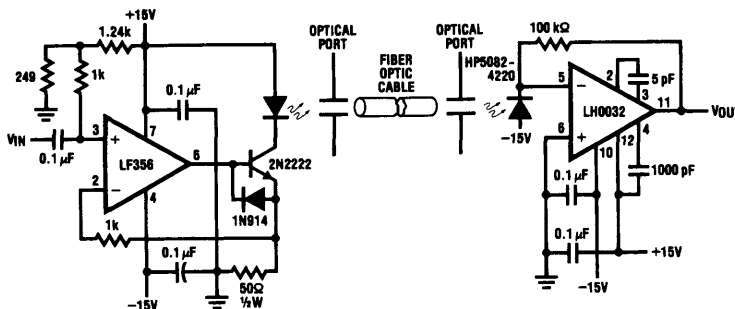 +15V
1.24k
249
1k
0.1 µF
VIN
0.1 µF
3
+
7
LF356
6
2
−
4
1k
0.1 µF
−15V
2N2222
1N914
50Ω
½W
OPTICAL
PORT
FIBER
OPTIC
CABLE
OPTICAL
PORT
HP5082-
4220
−15V
100 kΩ
5
−
2
5 pF
3
11
VOUT
LH0032
6
+
4
12
10
1000 pF
0.1 µF
0.1 µF
+15V
−15V